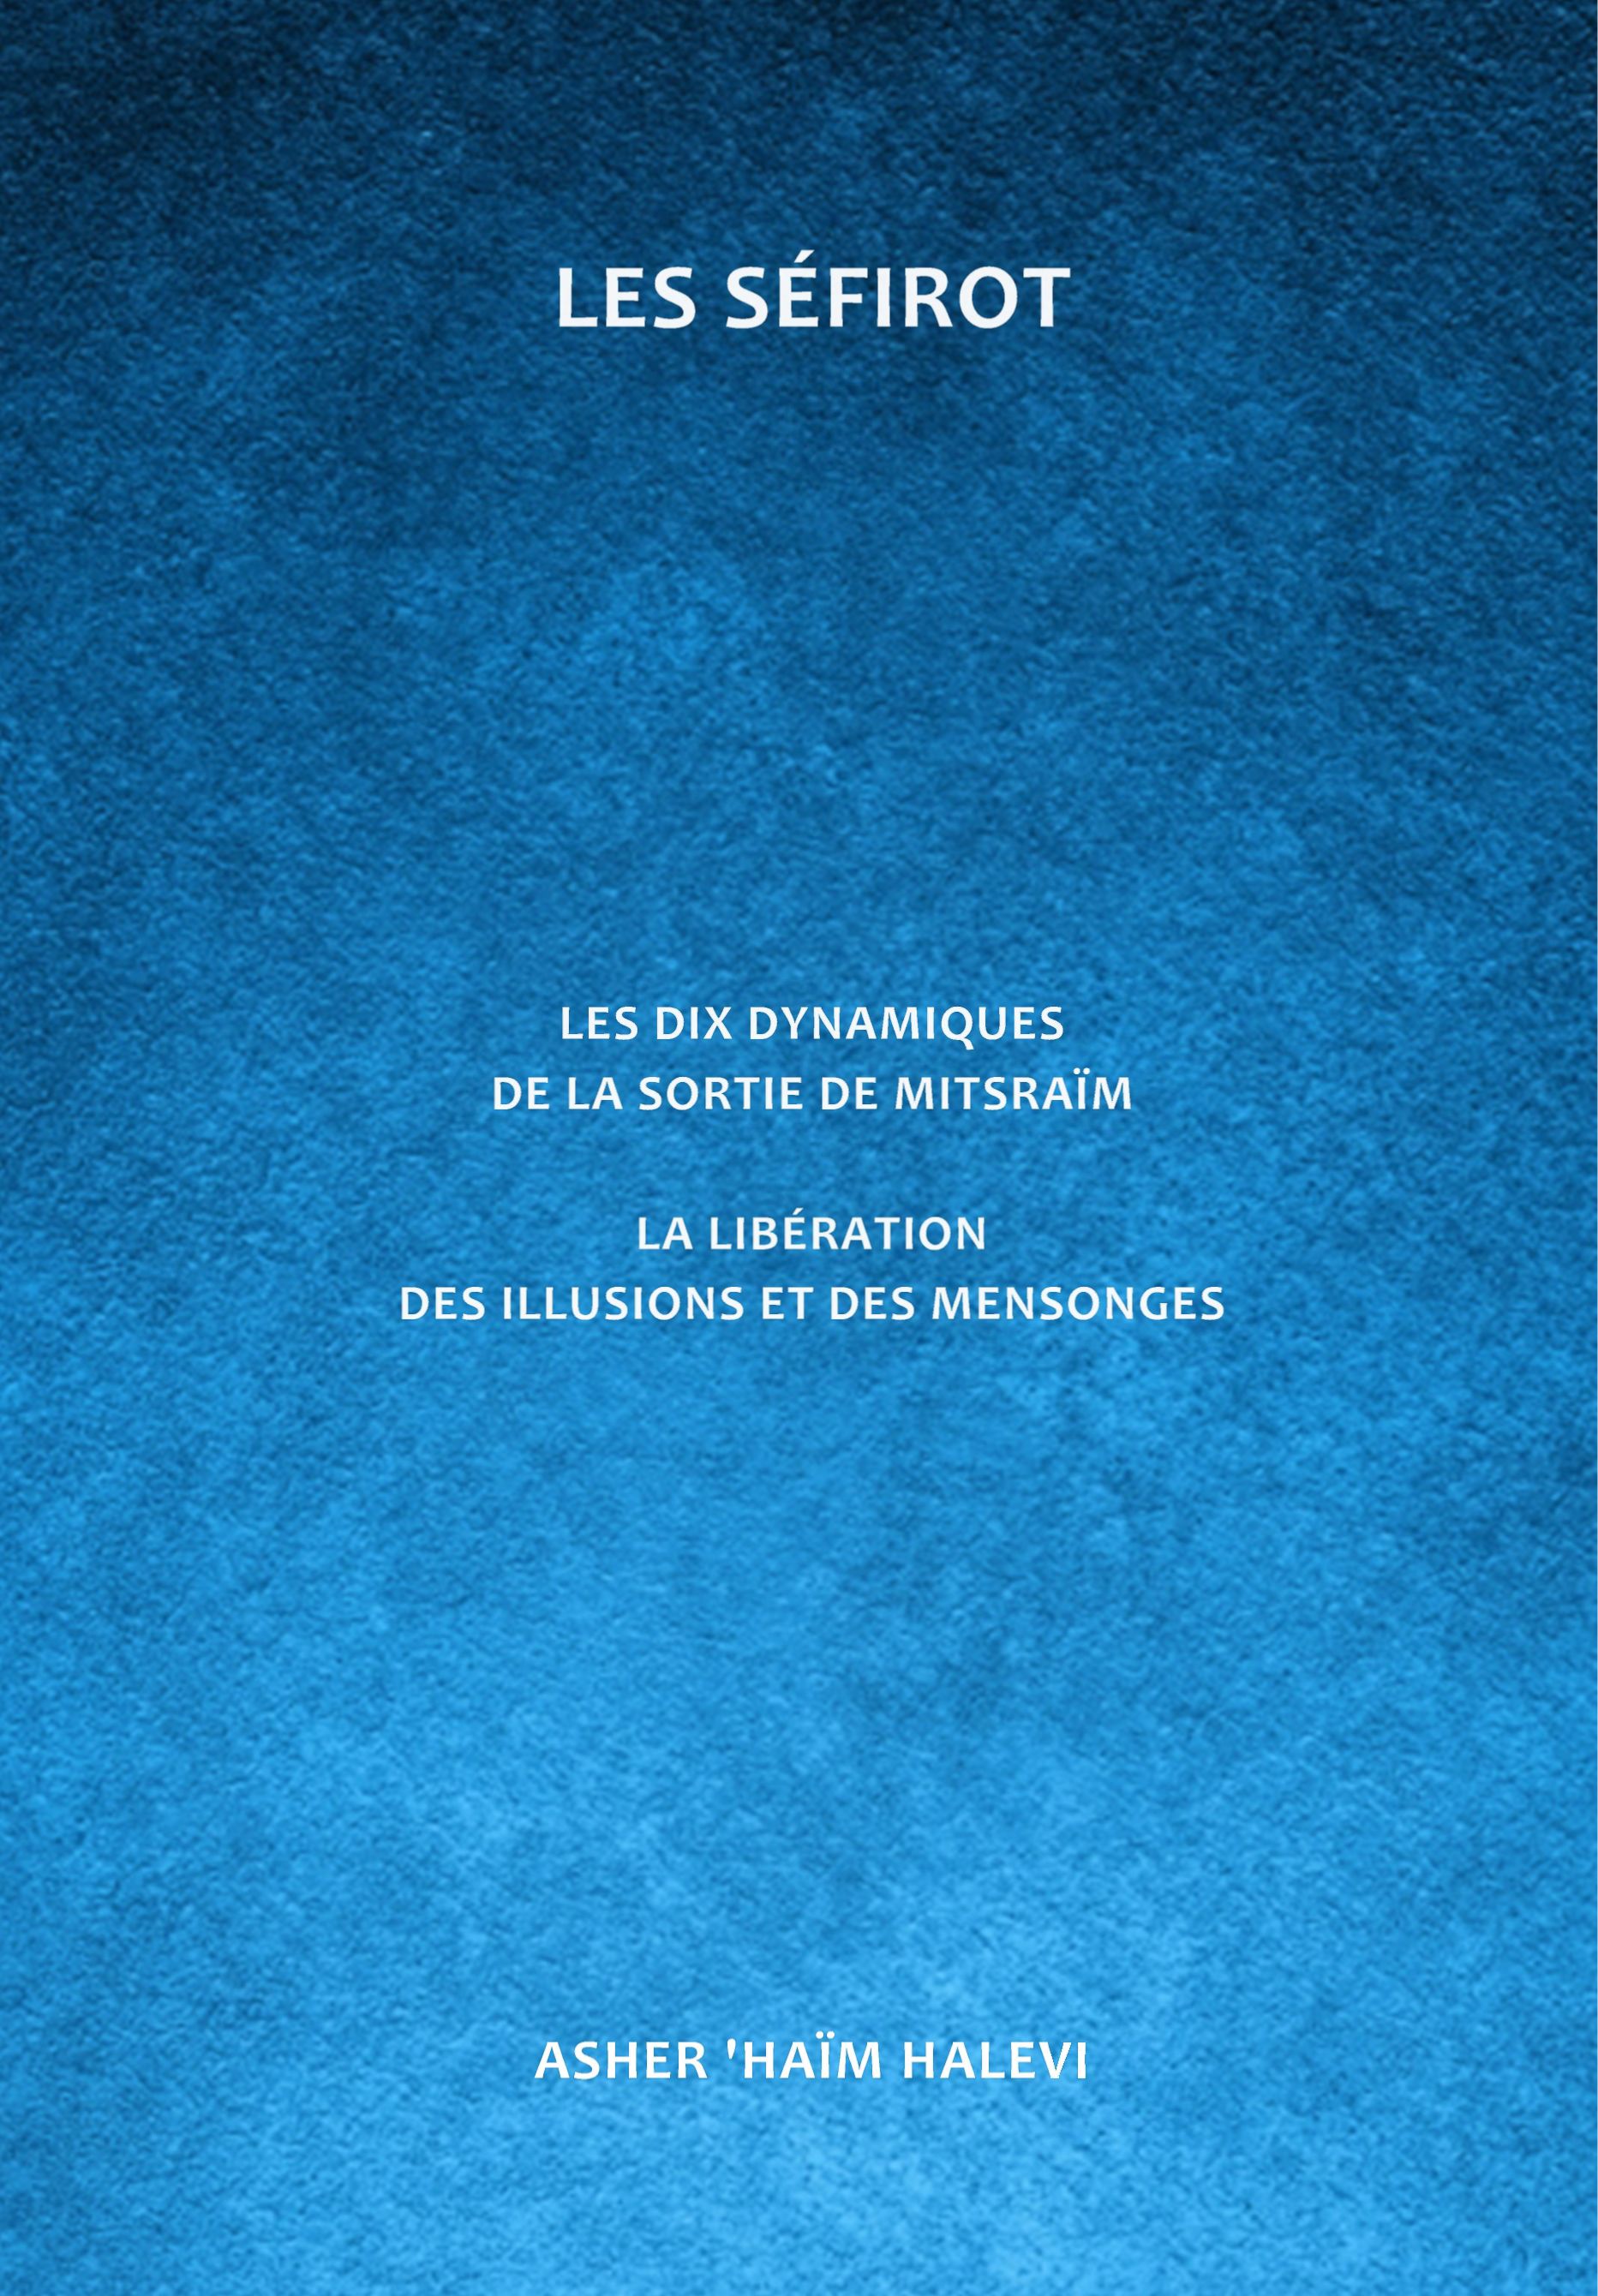 LES SÉFIROT
LES DIX DYNAMIQUES
DE LA SORTIE DE MITSRAÏM
LA LIBÉRATION
DES ILLUSIONS ET DES MENSONGES
ASHER 'HAÏM HALEVI